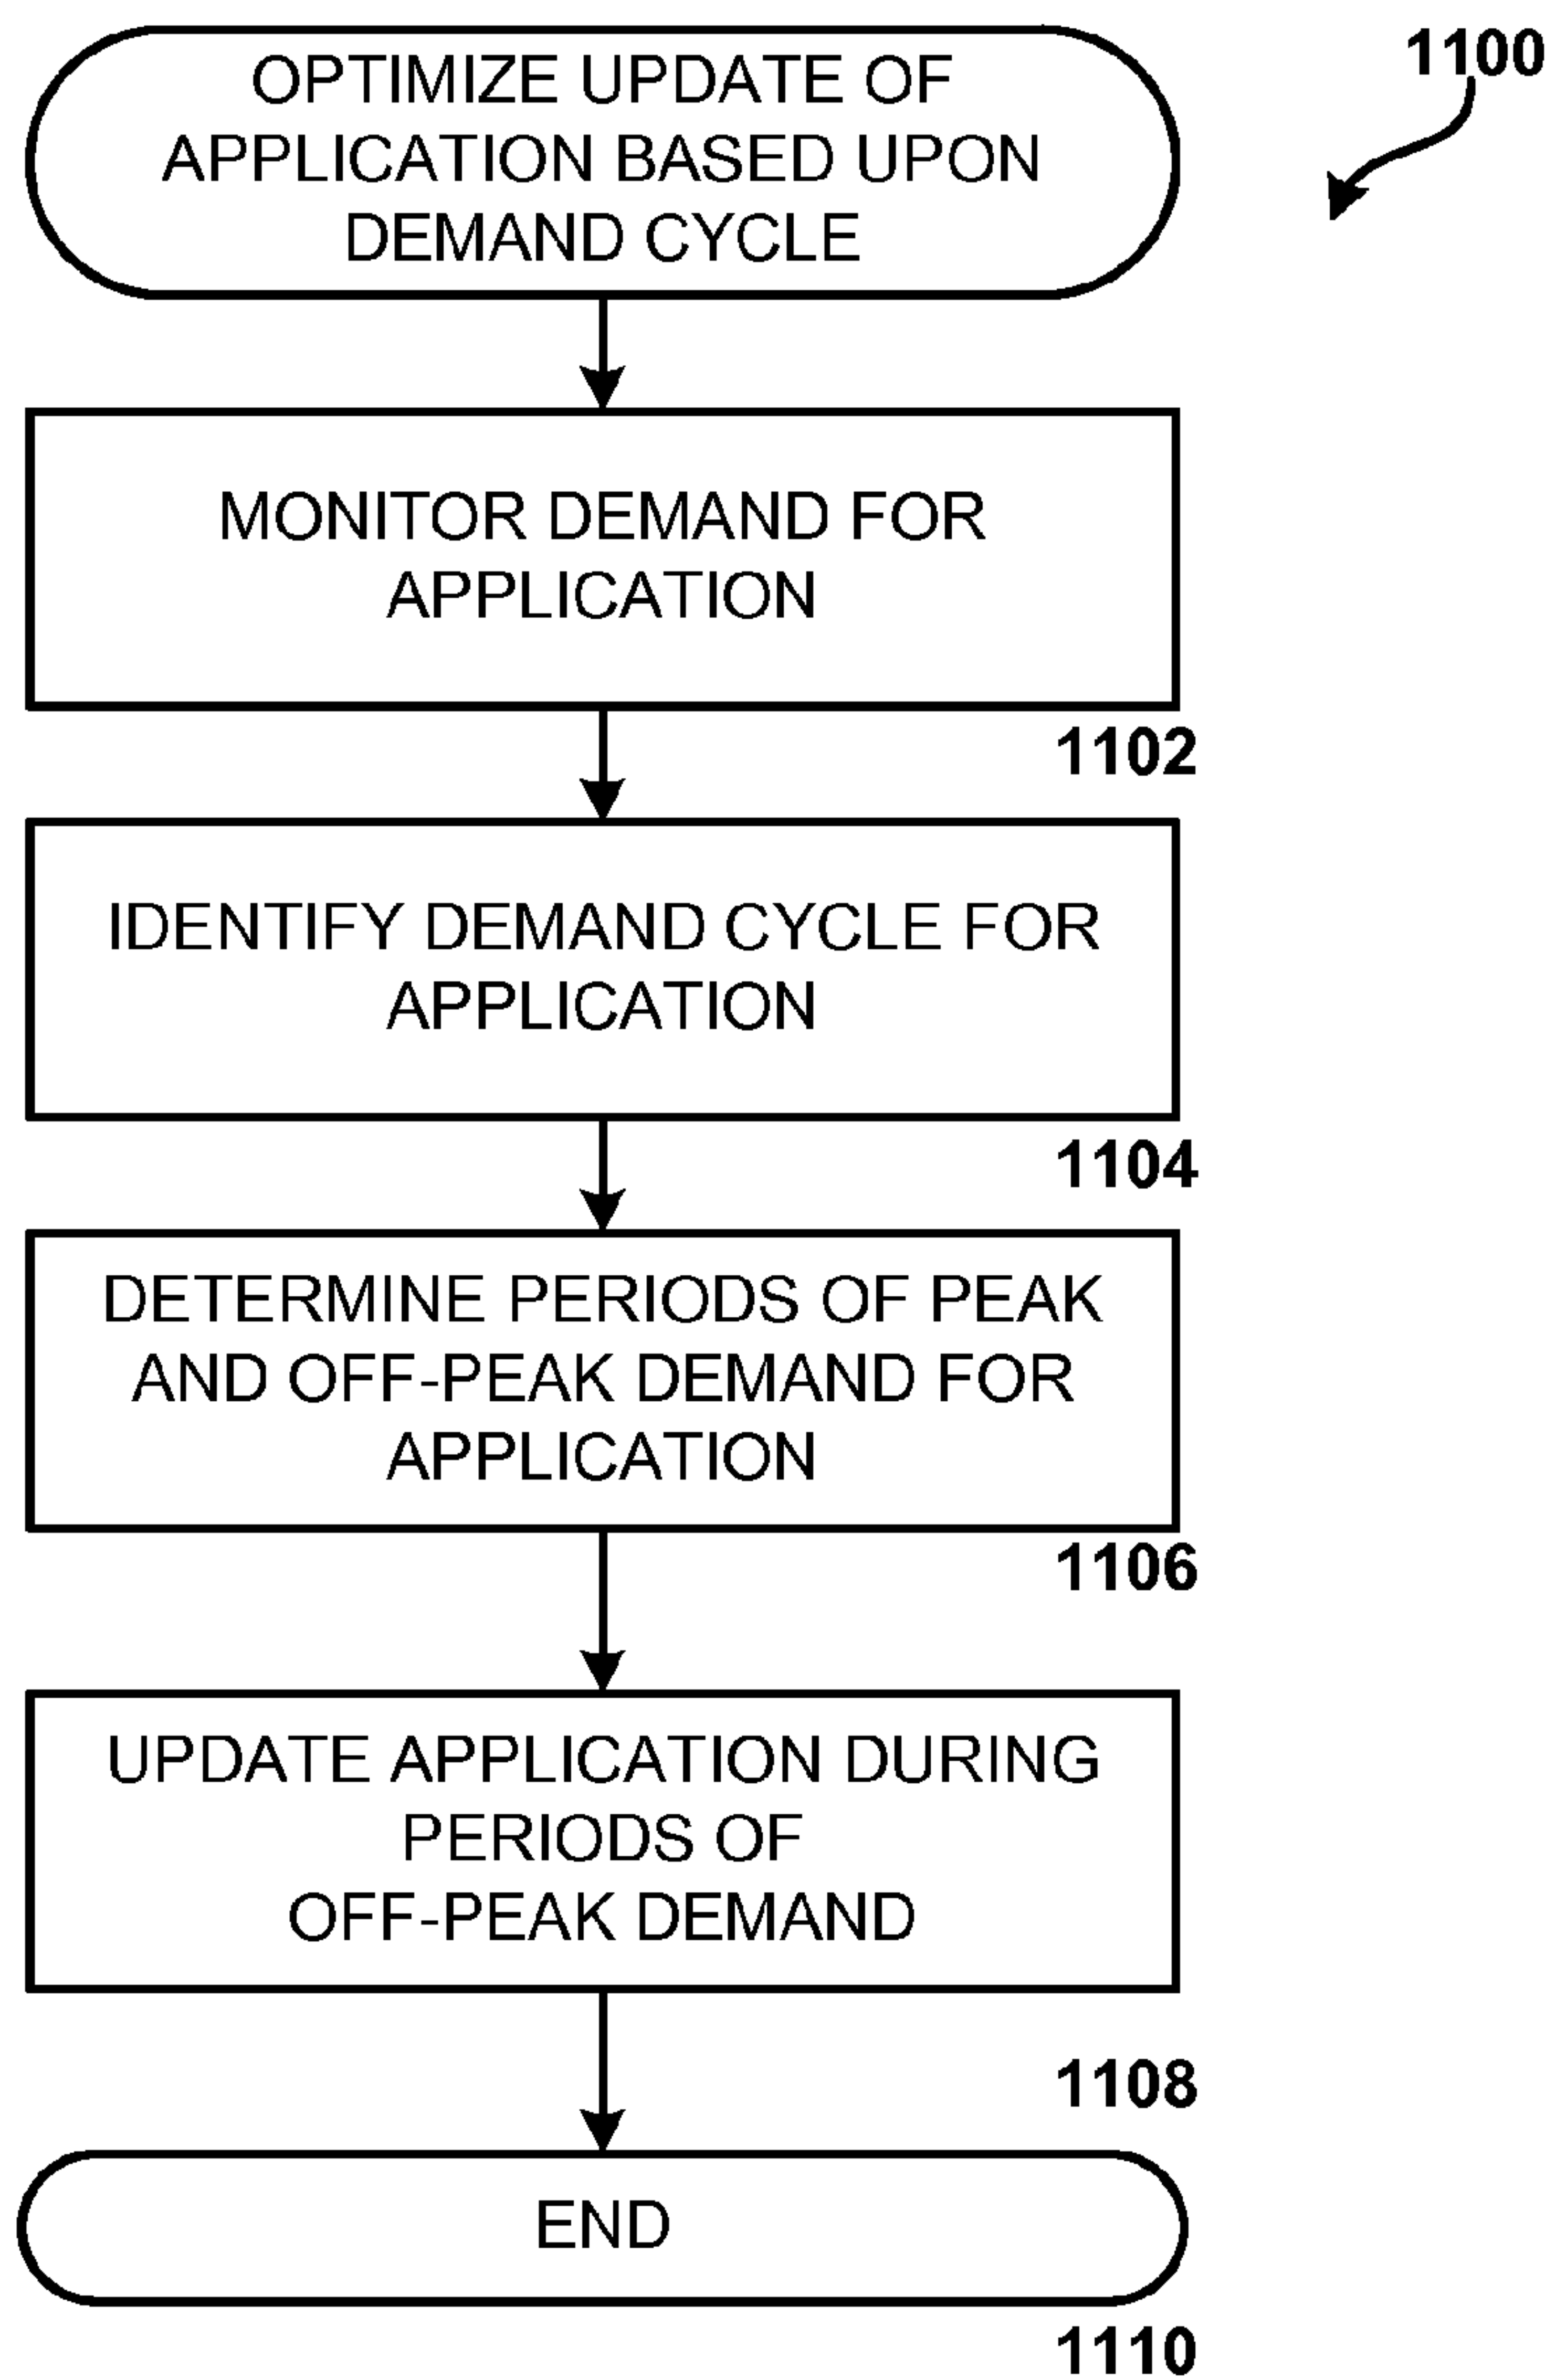 1100
OPTIMIZE UPDATE OF
APPLICATION BASED UPON
DEMAND CYCLE
MONITOR DEMAND FOR
APPLICATION
1102
IDENTIFY DEMAND CYCLE FOR
APPLICATION
1104
DETERMINE PERIODS OF PEAK
AND OFF-PEAK DEMAND FOR
APPLICATION
1106
UPDATE APPLICATION DURING
PERIODS OF
OFF-PEAK DEMAND
1108
END
1110